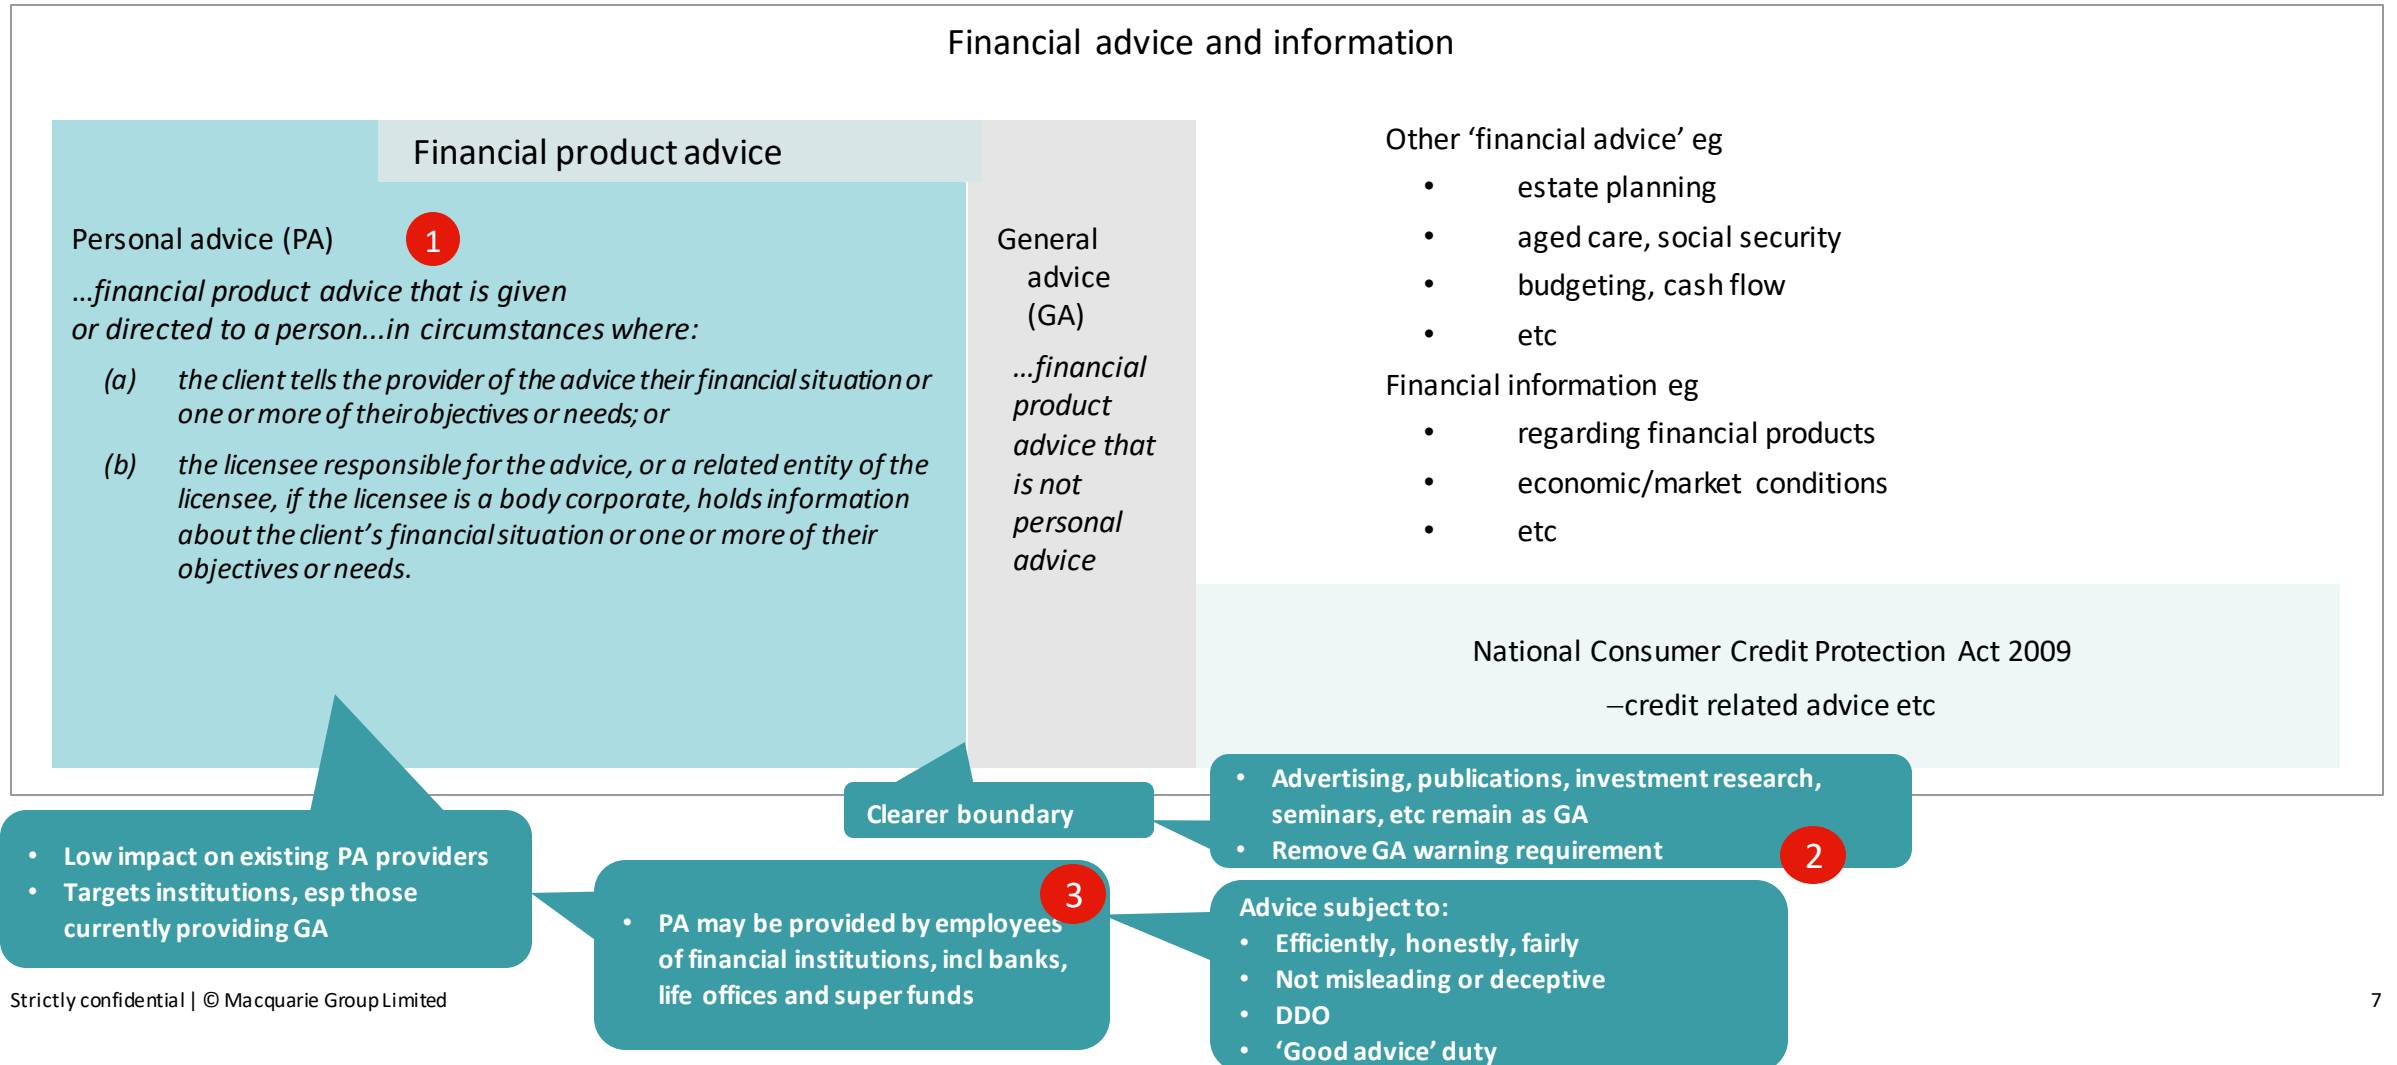 Financial advice and information
Financial product advice
Personal advice (PA)
1
…financial product advice that is given
or directed to a person…in circumstances where:
(a) the client tells the provider of the advice their financial situation or
one or more of their objectives or needs; or
(b) the licensee responsible for the advice, or a related entity of the
licensee, if the licensee is a body corporate, holds information
about the client’s financial situation or one or more of their
objectives or needs.
General
advice
(GA)
…financial
product
advice that
is not
personal
advice
Other ‘financial advice’ eg
• estate planning
• aged care, social security
• budgeting, cash flow
• etc
Financial information eg
• regarding financial products
• economic/market conditions
• etc
National Consumer Credit Protection Act 2009
–credit related advice etc
Clearer boundary
• Advertising, publications, investment research,
seminars, etc remain as GA
• Remove GA warning requirement
2
• Low impact on existing PA providers
• Targets institutions, esp those
currently providing GA
3
• PA may be provided by employees
of financial institutions, incl banks,
life offices and super funds
Advice subject to:
• Efficiently, honestly, fairly
• Not misleading or deceptive
• DDO
• ‘Good advice’ duty
Strictly confidential | © Macquarie Group Limited
7